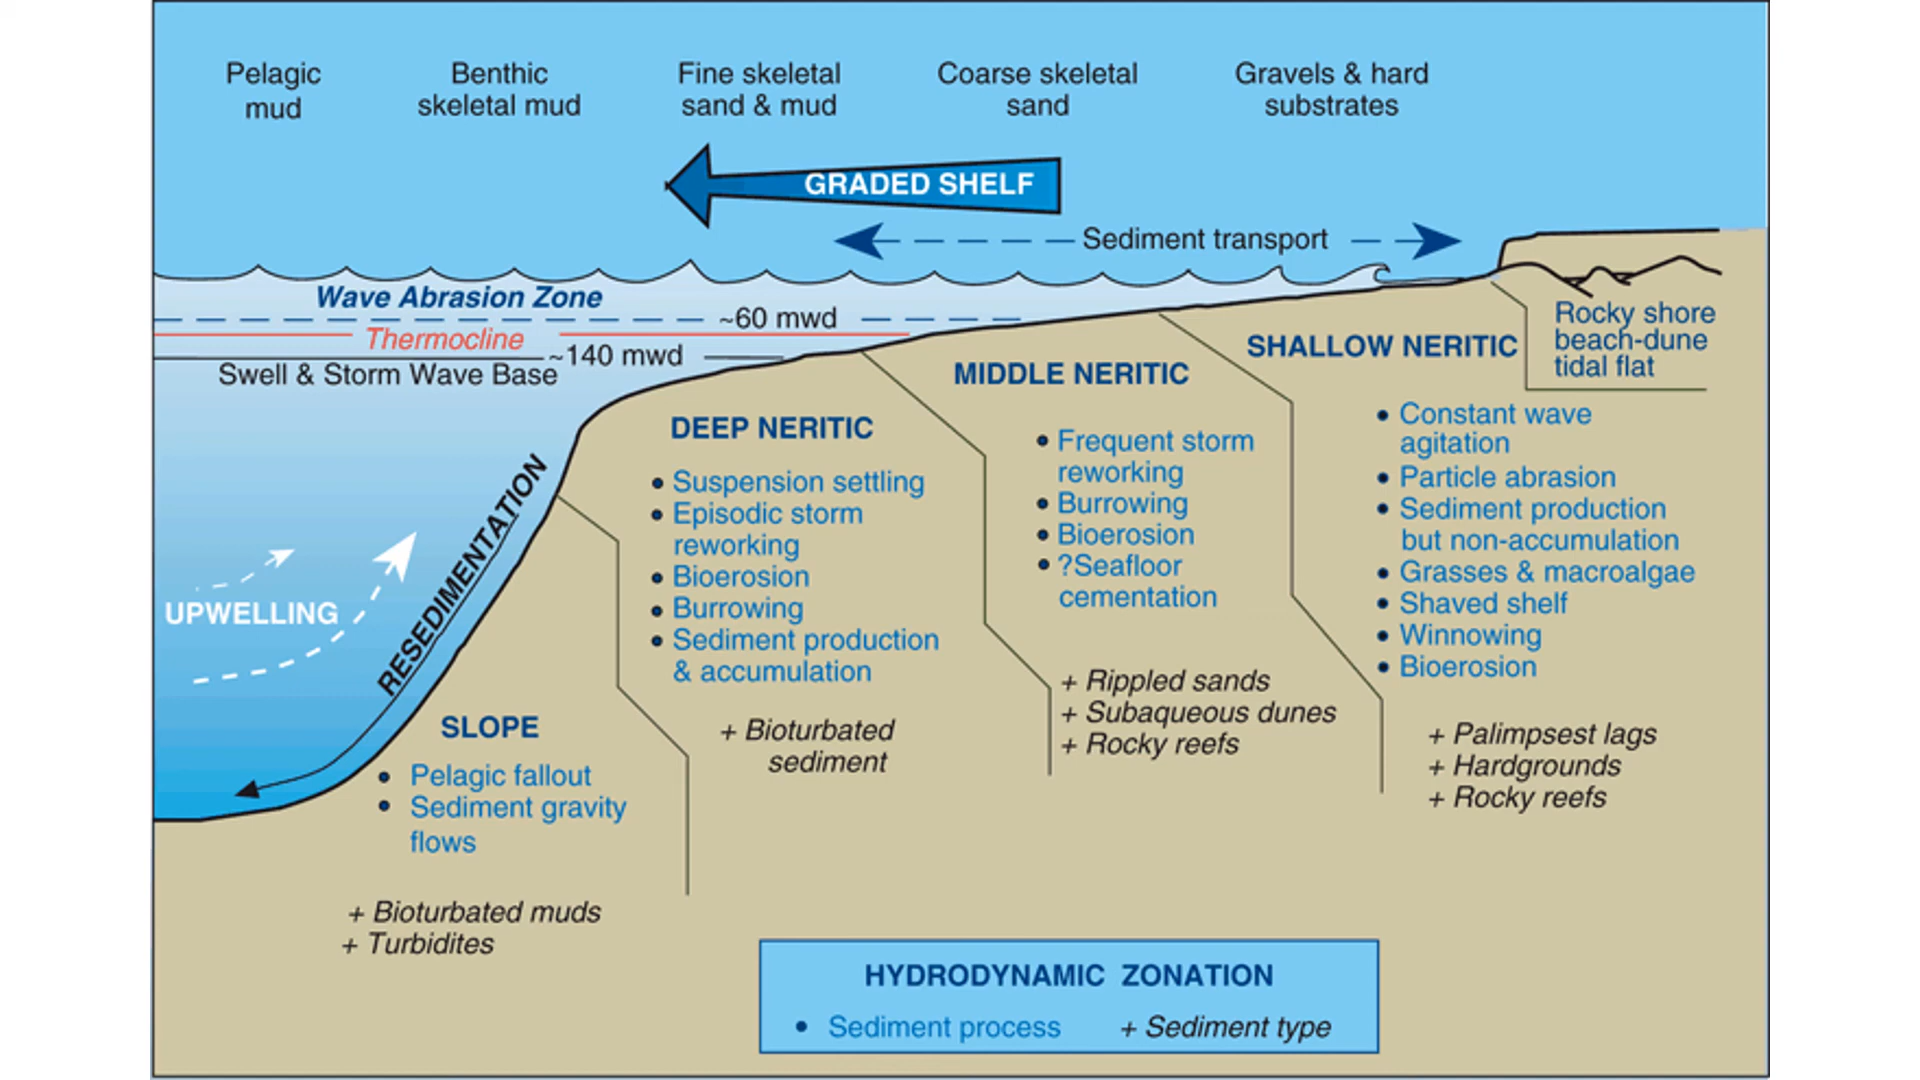 Pelagic
mud
Benthic
skeletal mud
Fine skeletal
sand & mud
Coarse skeletal
sand
Gravels & hard
substrates
GRADED SHELF
Sediment transport
Wave Abrasion Zone
~60 mwd
Thermocline
~140 mwd
Swell & Storm Wave Base
Rocky shore
beach-dune
tidal flat
SHALLOW NERITIC
• Constant wave
agitation
• Particle abrasion
• Sediment production
but non-accumulation
• Grasses & macroalgae
• Shaved shelf
• Winnowing
• Bioerosion
+ Palimpsest lags
+ Hardgrounds
+ Rocky reefs
MIDDLE NERITIC
• Frequent storm
reworking
• Burrowing
• Bioerosion
• ?Seafloor
cementation
+ Rippled sands
+ Subaqueous dunes
+ Rocky reefs
DEEP NERITIC
• Suspension settling
• Episodic storm
reworking
• Bioerosion
• Burrowing
• Sediment production
& accumulation
+ Bioturbated
sediment
RESEDIMENTATION
UPWELLING
SLOPE
• Pelagic fallout
• Sediment gravity
flows
+ Bioturbated muds
+ Turbidites
HYDRODYNAMIC ZONATION
• Sediment process + Sediment type